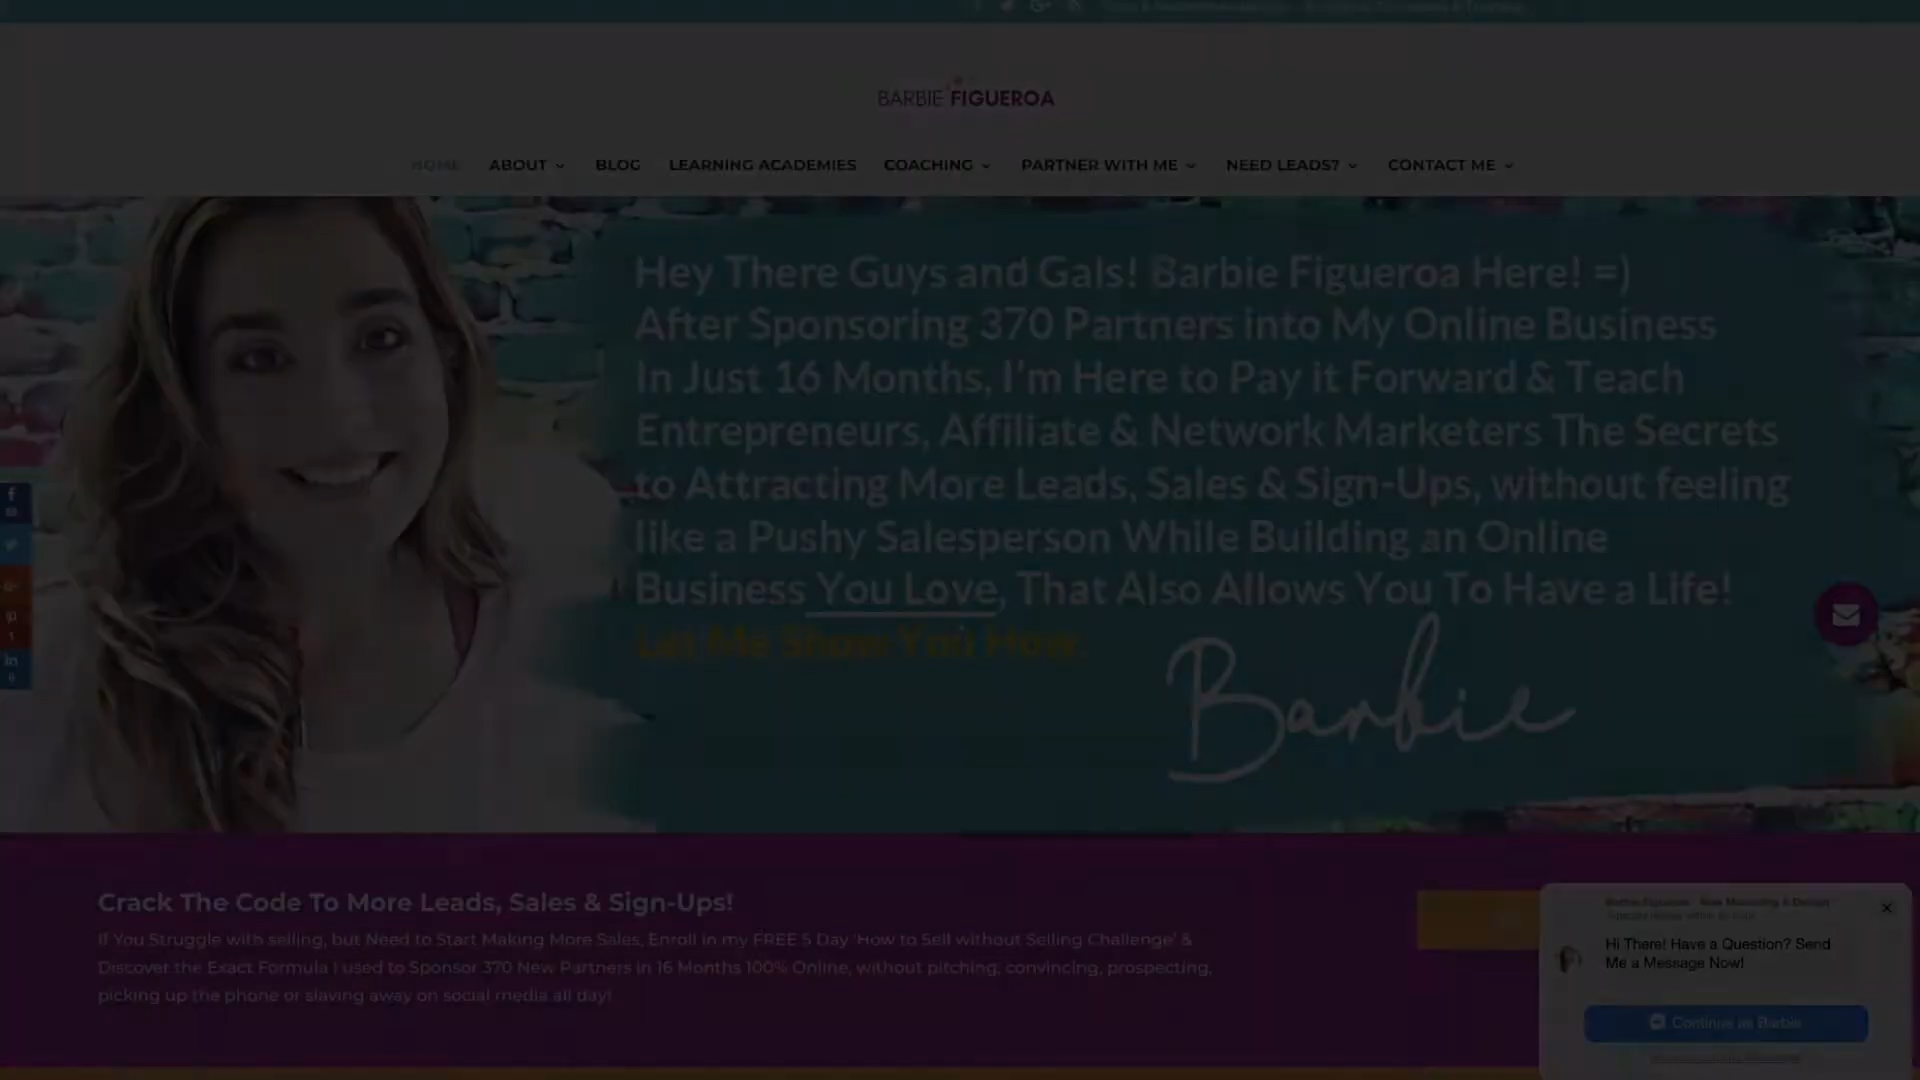 BARBIE FIGUEROA
HOME ABOUT BLOG LEARNING ACADEMIES COACHING PARTNER WITH ME NEED LEADS? CONTACT ME
Hey There Guys and Gals! Barbie Figueroa Here! =)
After Sponsoring 370 Partners into My Online Business
In Just 16 Months, I'm Here to Pay it Forward & Teach
Entrepreneurs, Affiliate & Network Marketers The Secrets
to Attracting More Leads, Sales & Sign-Ups, without feeling
like a Pushy Salesperson While Building an Online
Business You Love, That Also Allows You To Have a Life!
Let Me Show You How.
Barbie
Crack The Code To More Leads, Sales & Sign-Ups!
If You Struggle with selling, but Need to Start Making More Sales, Enroll in my FREE 5 Day 'How to Sell without Selling Challenge' &
Discover the Exact Formula I used to Sponsor 370 New Partners in 16 Months 100% Online, without pitching, convincing, prospecting,
picking up the phone or slaving away on social media all day!
Hi There! Have a Question? Send
Me a Message Now!
Continue as Barbie